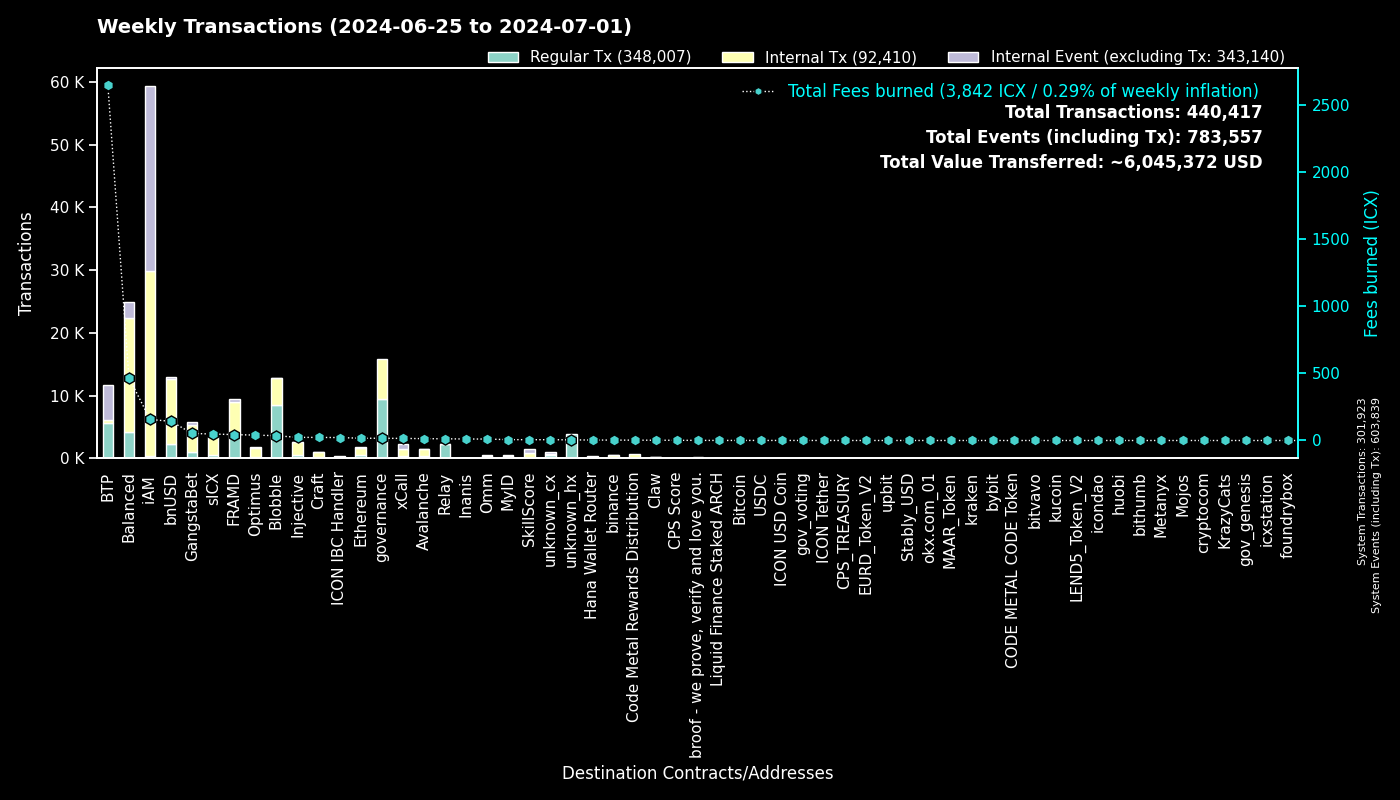 Weekly Transactions (2024-06-25 to 2024-07-01)
Regular Tx (348,007)
Internal Tx (92,410)
Internal Event (excluding Tx: 343,140)
Total Fees burned (3,842 ICX / 0.29% of weekly inflation)
Total Transactions: 440,417
Total Events (including Tx): 783,557
Total Value Transferred: ~6,045,372 USD
Transactions
60 K
50 K
40 K
30 K
20 K
10 K
0 K
2500
2000
1500
1000
500
0
Fees burned (ICX)
System Transactions: 301,923
System Events (including Tx): 603,839
BTP
Balanced
iAM
bnUSD
GangstaBet
sICX
FRAMD
Optimus
Blobble
Injective
Craft
ICON IBC Handler
Ethereum
governance
xCall
Avalanche
Relay
Inanis
Omm
MyID
SkillScore
unknown_cx
unknown_hx
Hana Wallet Router
binance
Code Metal Rewards Distribution
Claw
CPS Score
broof - we prove, verify and love you.
Liquid Finance Staked ARCH
Bitcoin
USDC
ICON USD Coin
gov_voting
ICON Tether
CPS_TREASURY
EURD_Token_V2
upbit
Stably_USD
okx.com_01
MAAR_Token
kraken
bybit
CODE METAL CODE Token
bitvavo
kucoin
LEND5_Token_V2
icondao
huobi
bithumb
Metanyx
Mojos
cryptocom
KrazyCats
gov_genesis
icxstation
foundrybox
Destination Contracts/Addresses